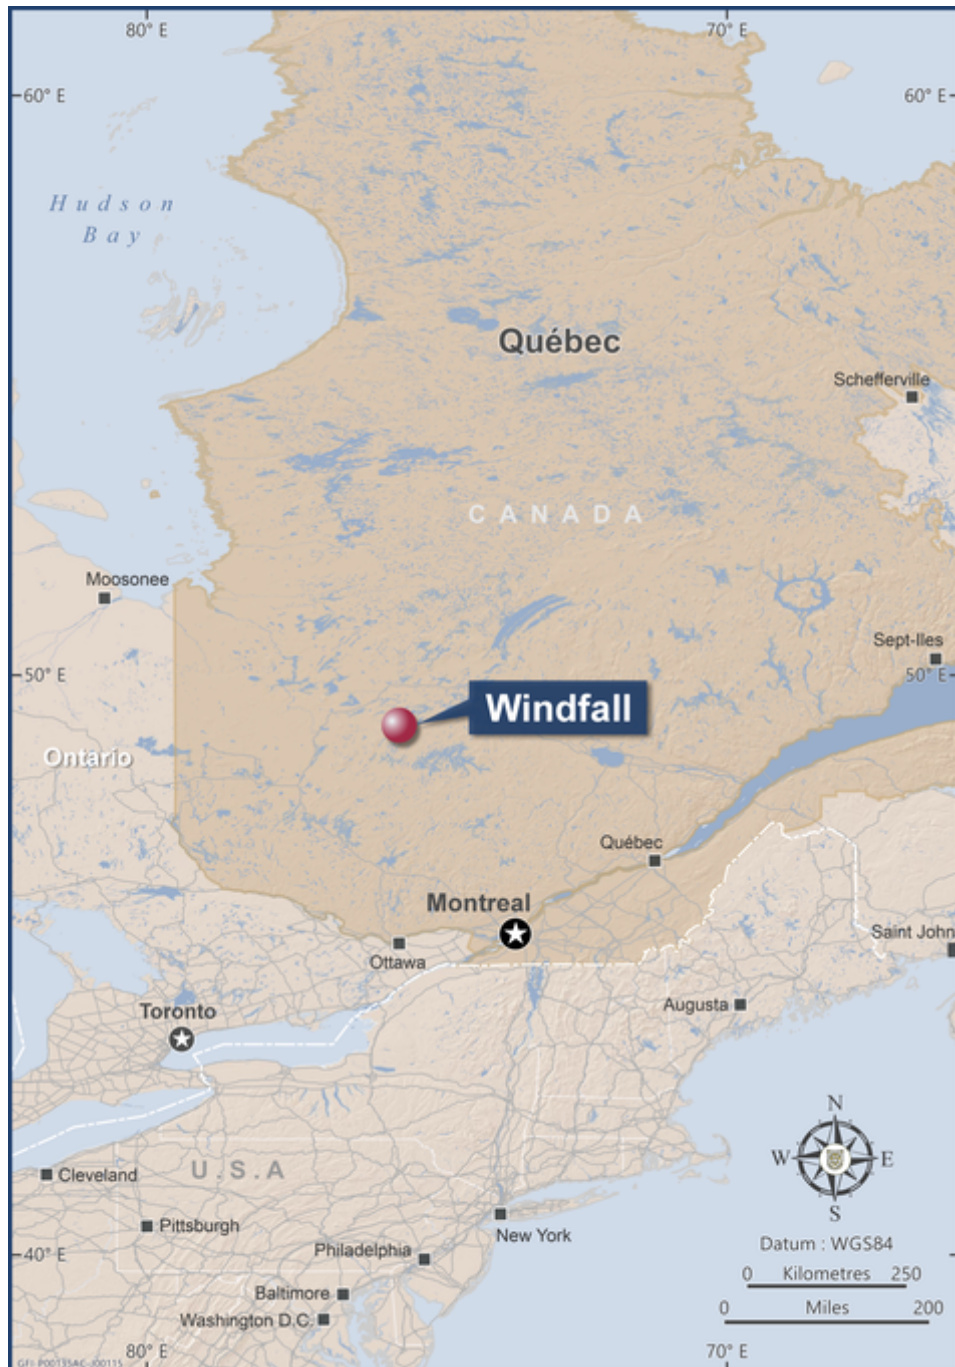 80° E
70° E
60° E
60° E
Hudson
Bay
Québec
Schefferville
CANADA
Moosonee
Sept-Iles
50° E
50° E
Windfall
Ontario
Québec
Montreal
Saint John
Ottawa
Augusta
Toronto
N
W
E
S
U.S.A
Cleveland
Pittsburgh
New York
Philadelphia
Datum : WGS84
40° E
0 Kilometres 250
Baltimore
0 Miles 200
Washington D.C.
80° E
70° E